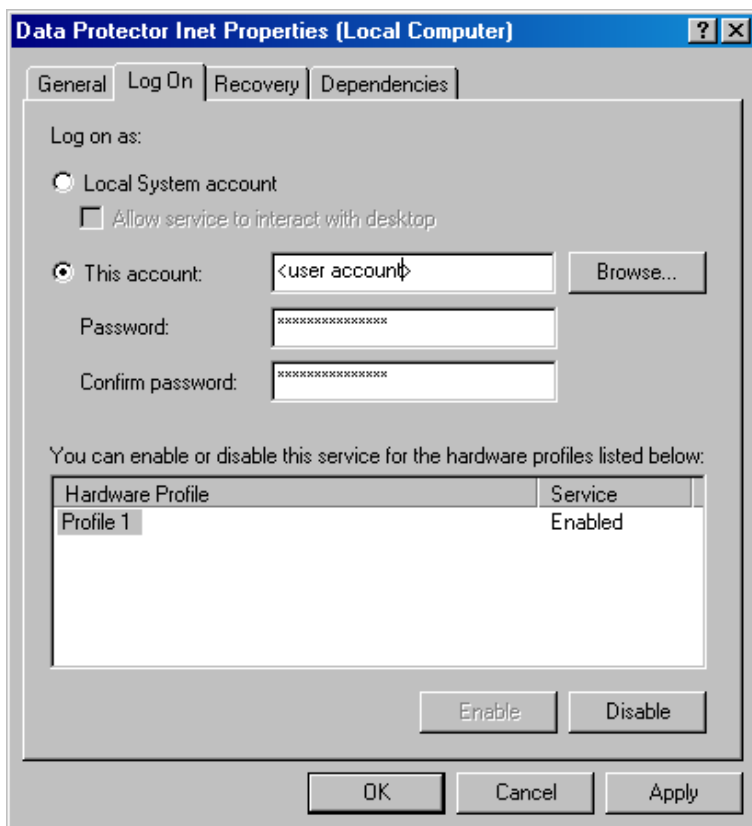 Data Protector Inet Properties (Local Computer)
General Log On Recovery Dependencies
Log on as:
Local System account
Allow service to interact with desktop
This account: <user account> Browse...
Password: ***************
Confirm password: ***************
You can enable or disable this service for the hardware profiles listed below:
Hardware Profile Service
Profile 1 Enabled
Enable Disable
OK Cancel Apply